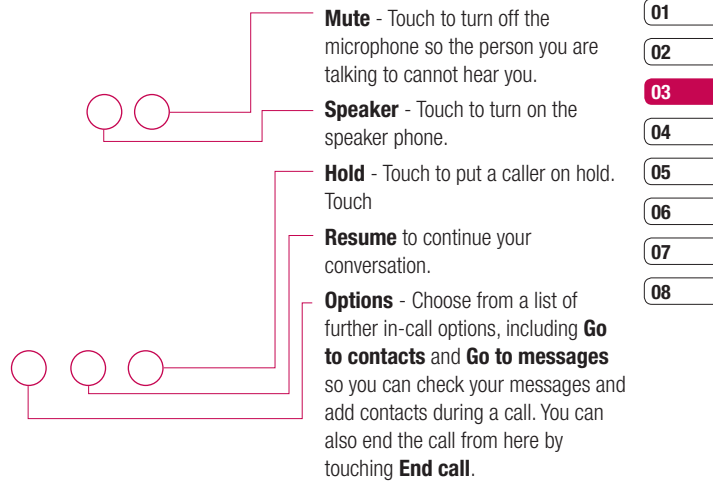 Mute - Touch to turn off the
microphone so the person you are
talking to cannot hear you.
Speaker - Touch to turn on the
speaker phone.
Hold - Touch to put a caller on hold.
Touch
Resume to continue your
conversation.
Options - Choose from a list of
further in-call options, including Go
to contacts and Go to messages
so you can check your messages and
add contacts during a call. You can
also end the call from here by
touching End call.
01
02
03
04
05
06
07
08